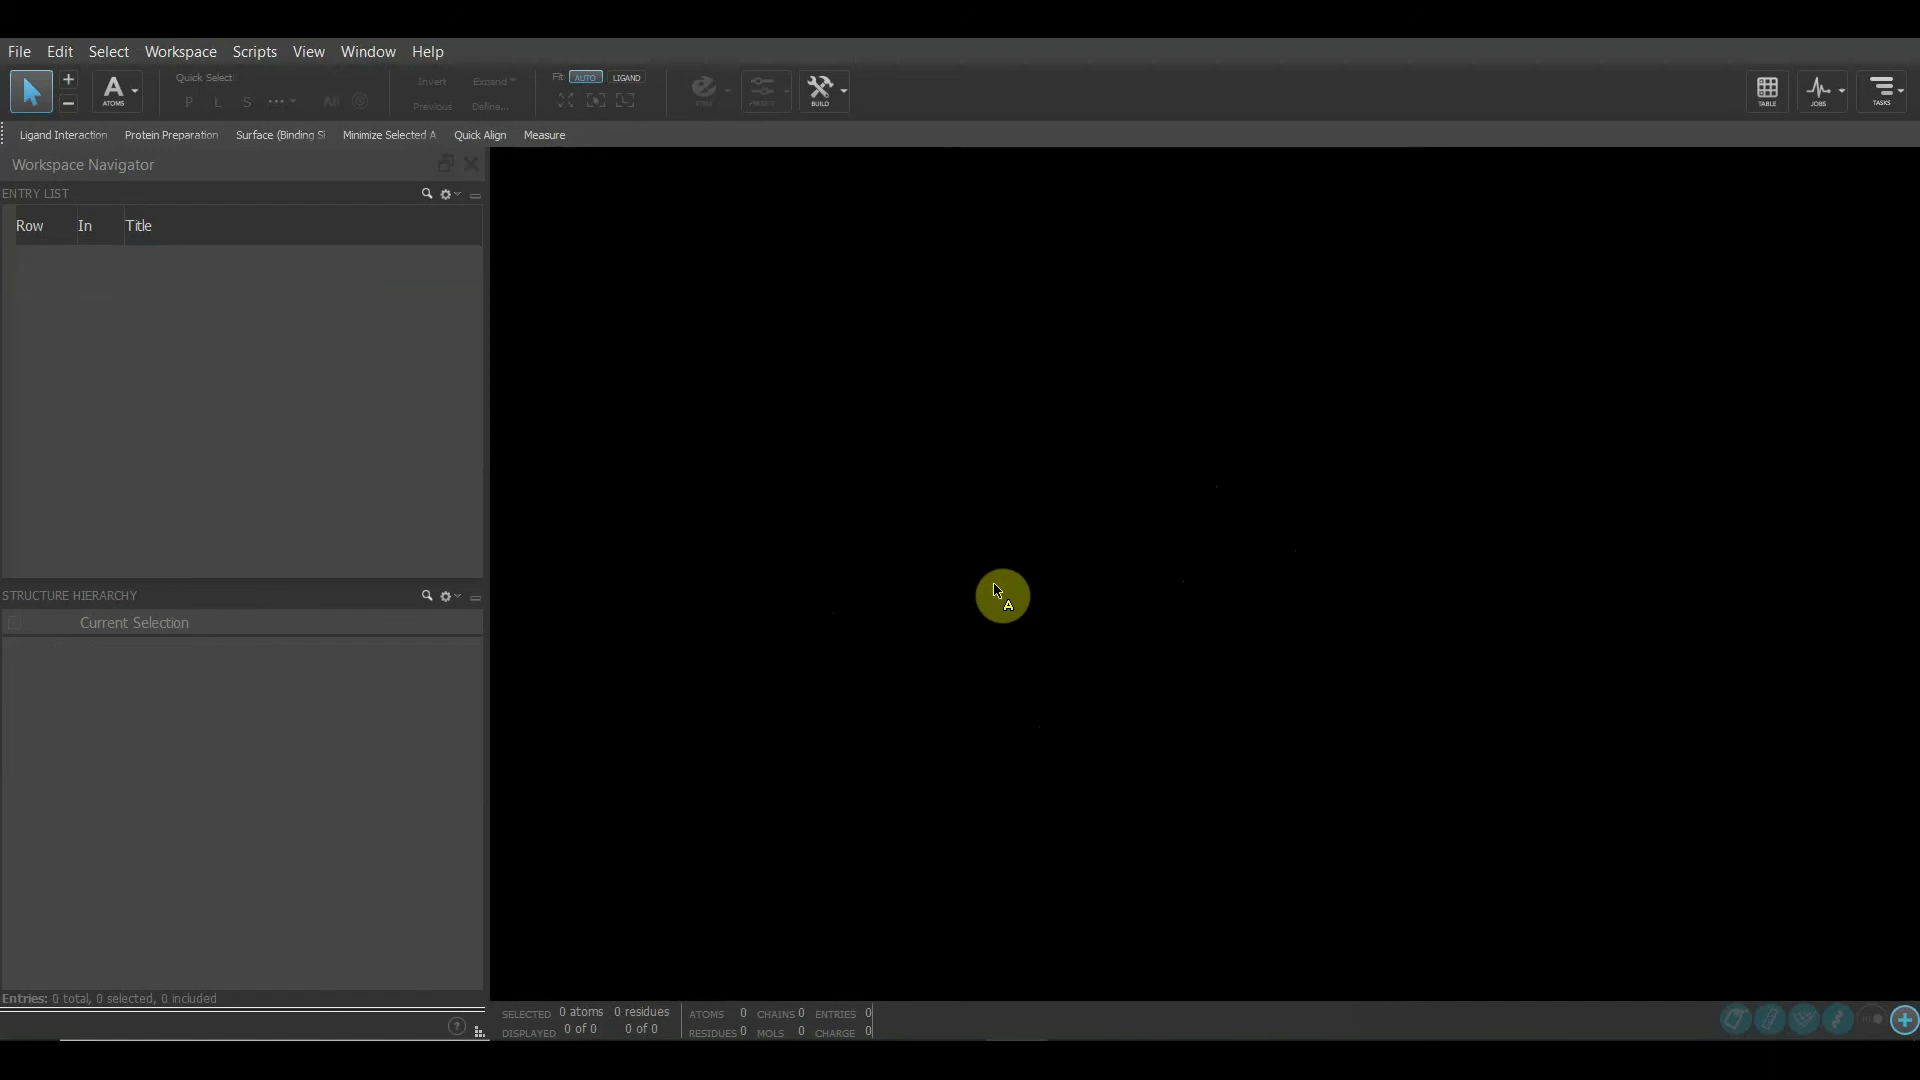 File Edit Select Workspace Scripts View Window Help
Quick Select Invert Expand Fit: AUTO LIGAND
A ATOMS P L S ... All Previous Define... BUILD TABLE JOBS TASKS
Ligand Interaction Protein Preparation Surface (Binding Si Minimize Selected A Quick Align Measure
Workspace Navigator
ENTRY LIST
Row In Title
A
STRUCTURE HIERARCHY
Current Selection
Entries: 0 total, 0 selected, 0 included
SELECTED 0 atoms 0 residues ATOMS 0 CHAINS 0 ENTRIES 0
DISPLAYED 0 of 0 0 of 0 RESIDUES 0 MOLS 0 CHARGE 0